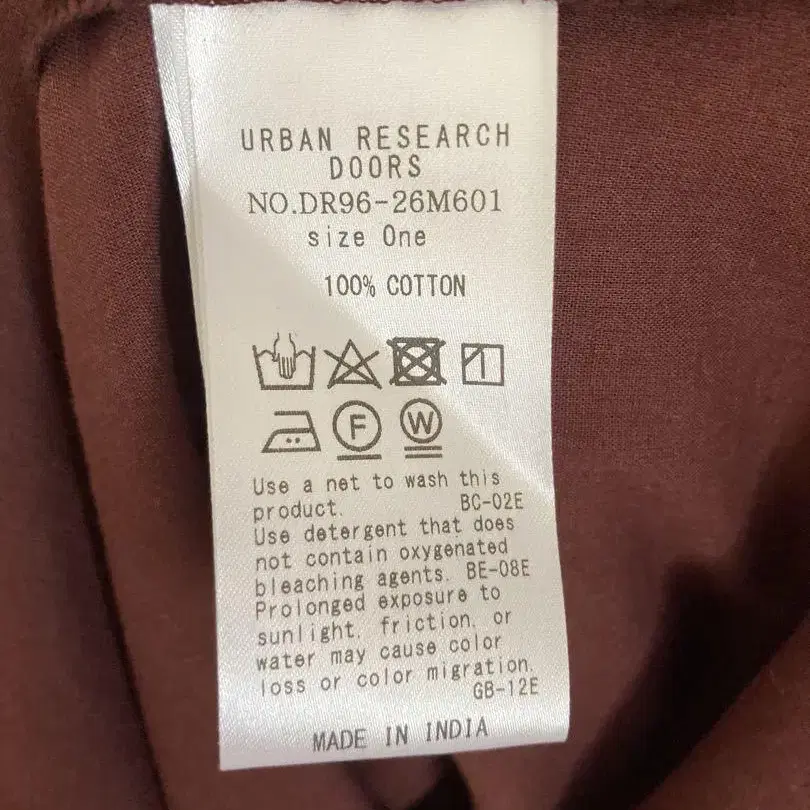 URBAN RESEARCH
DOORS
NO.DR96-26M601
size One
100% COTTON
F W
Use a net to wash this
product. BC-02E
Use detergent that does
not contain oxygenated
bleaching agents. BE-08E
Prolonged exposure to
sunlight, friction, or
water may cause color
loss or color migration.
GB-12E
MADE IN INDIA